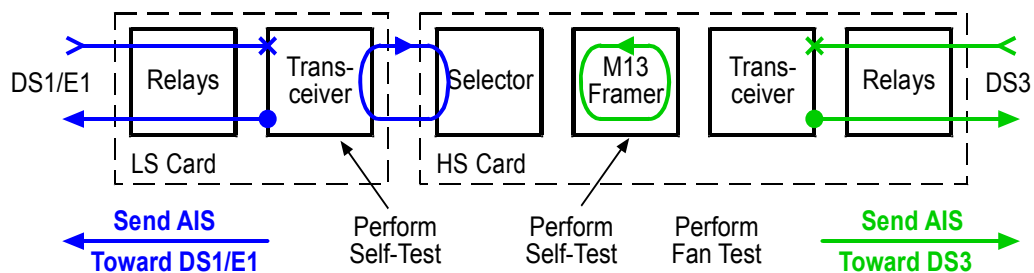 DS1/E1
Relays
Trans-
ceiver
Selector
M13
Framer
Trans-
ceiver
Relays
DS3
LS Card
HS Card
Send AIS
Toward DS1/E1
Perform
Self-Test
Perform
Self-Test
Perform
Fan Test
Send AIS
Toward DS3